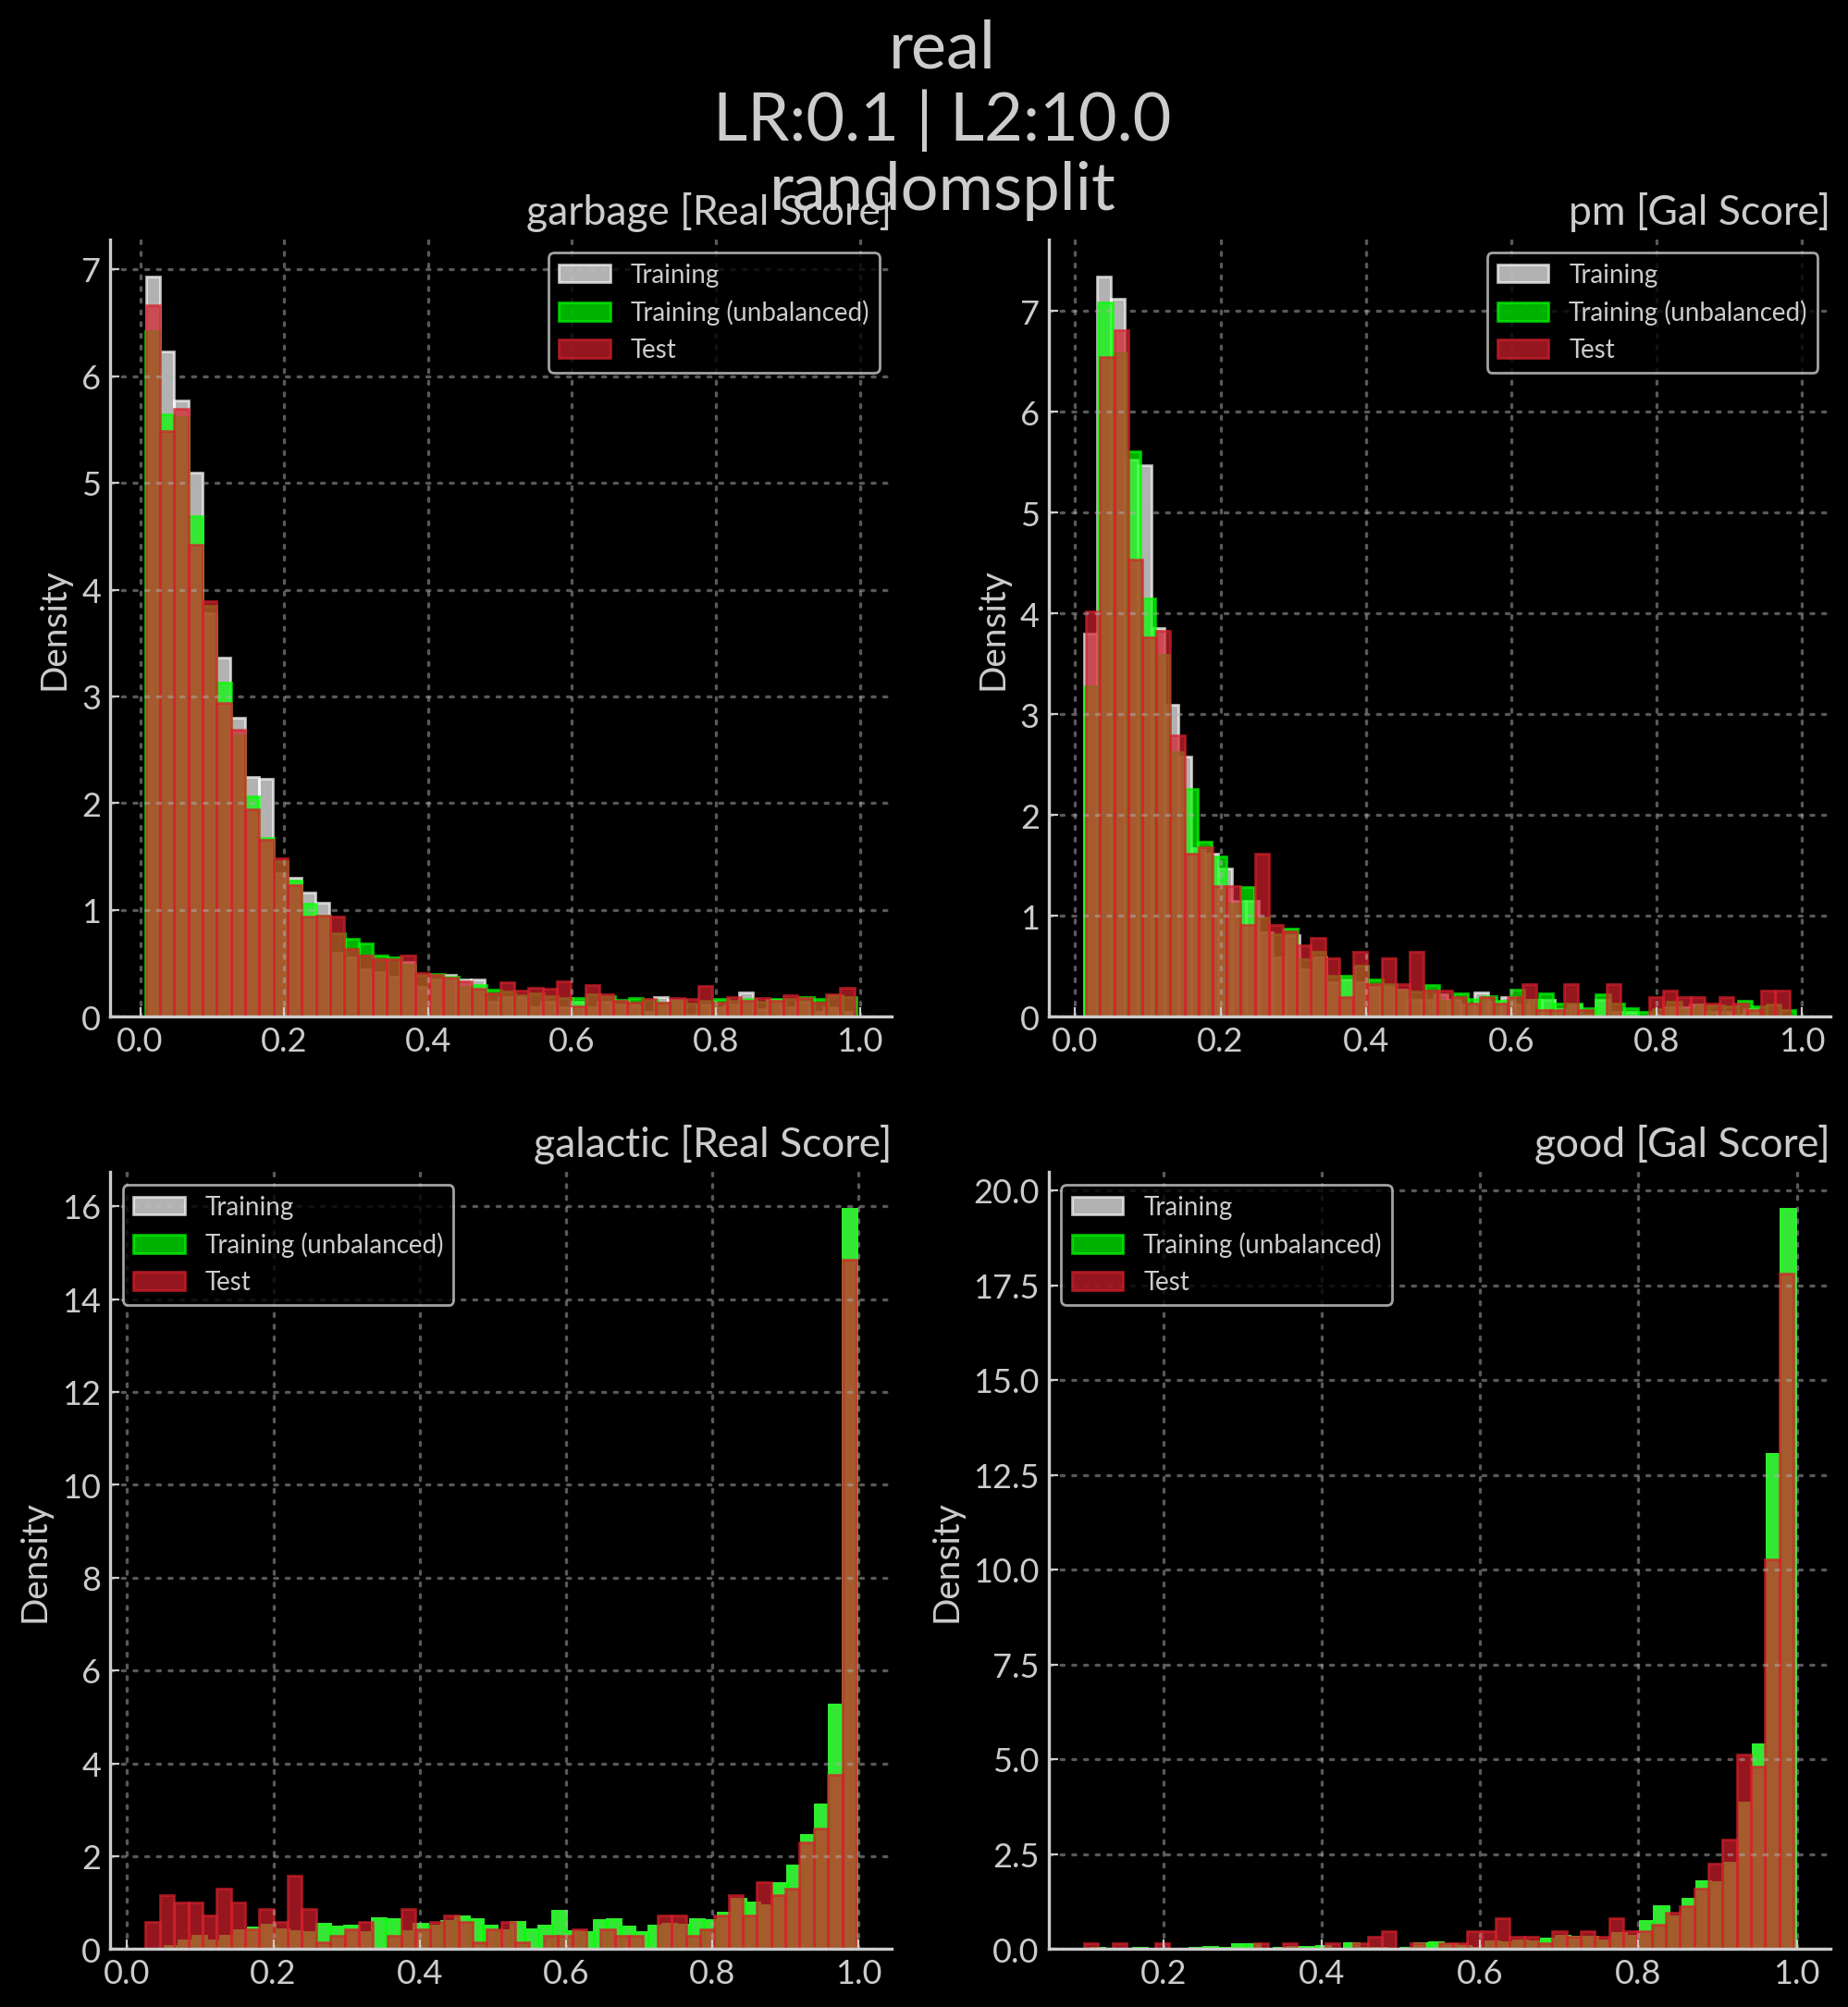 real
LR:0.1 | L2:10.0
randomsplit
garbage [Real Score]
Training
Training (unbalanced)
Test
Density
7
6
5
4
3
2
1
0
0.0 0.2 0.4 0.6 0.8 1.0
pm [Gal Score]
Training
Training (unbalanced)
Test
Density
7
6
5
4
3
2
1
0
0.0 0.2 0.4 0.6 0.8 1.0
galactic [Real Score]
Training
Training (unbalanced)
Test
Density
16
14
12
10
8
6
4
2
0
0.0 0.2 0.4 0.6 0.8 1.0
good [Gal Score]
Training
Training (unbalanced)
Test
Density
20.0
17.5
15.0
12.5
10.0
7.5
5.0
2.5
0.0
0.2 0.4 0.6 0.8 1.0